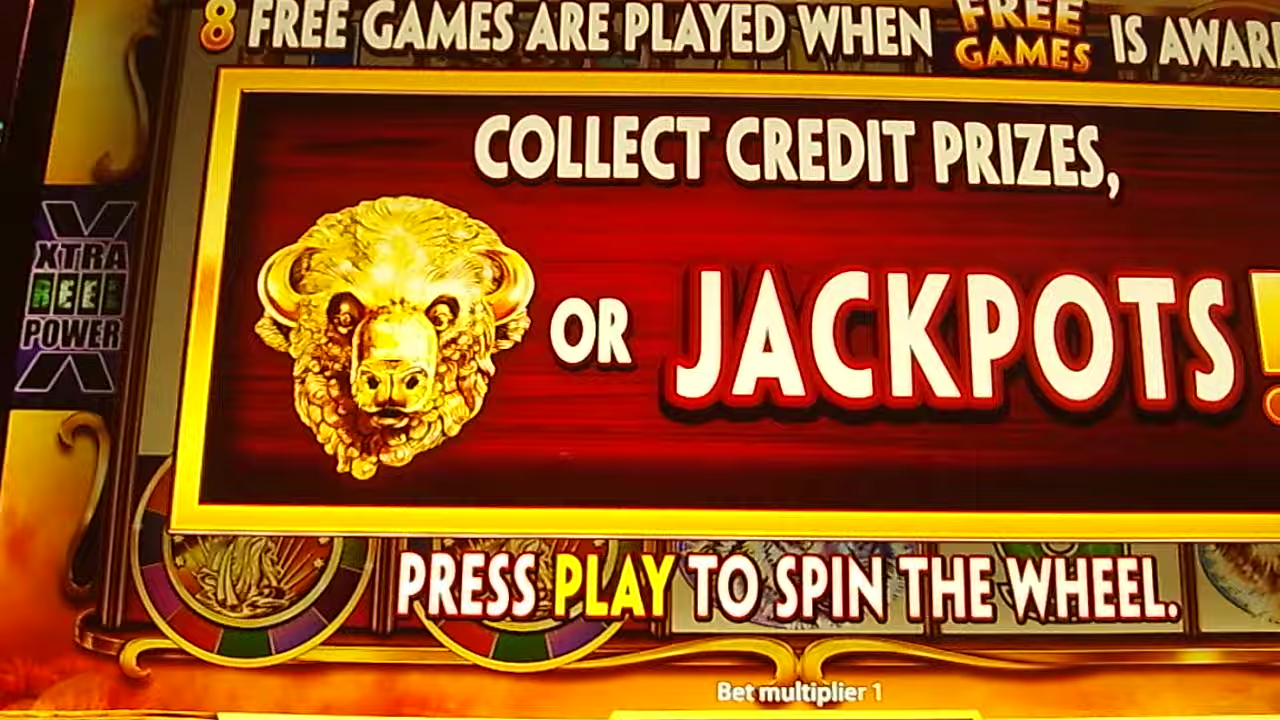 8 FREE GAMES ARE PLAYED WHEN FREE GAMES IS
COLLECT CREDIT PRIZES,
XTRA
REEL
POWER
OR JACKPOTS!
PRESS PLAY TO SPIN THE WHEEL.
Bet multiplier 1